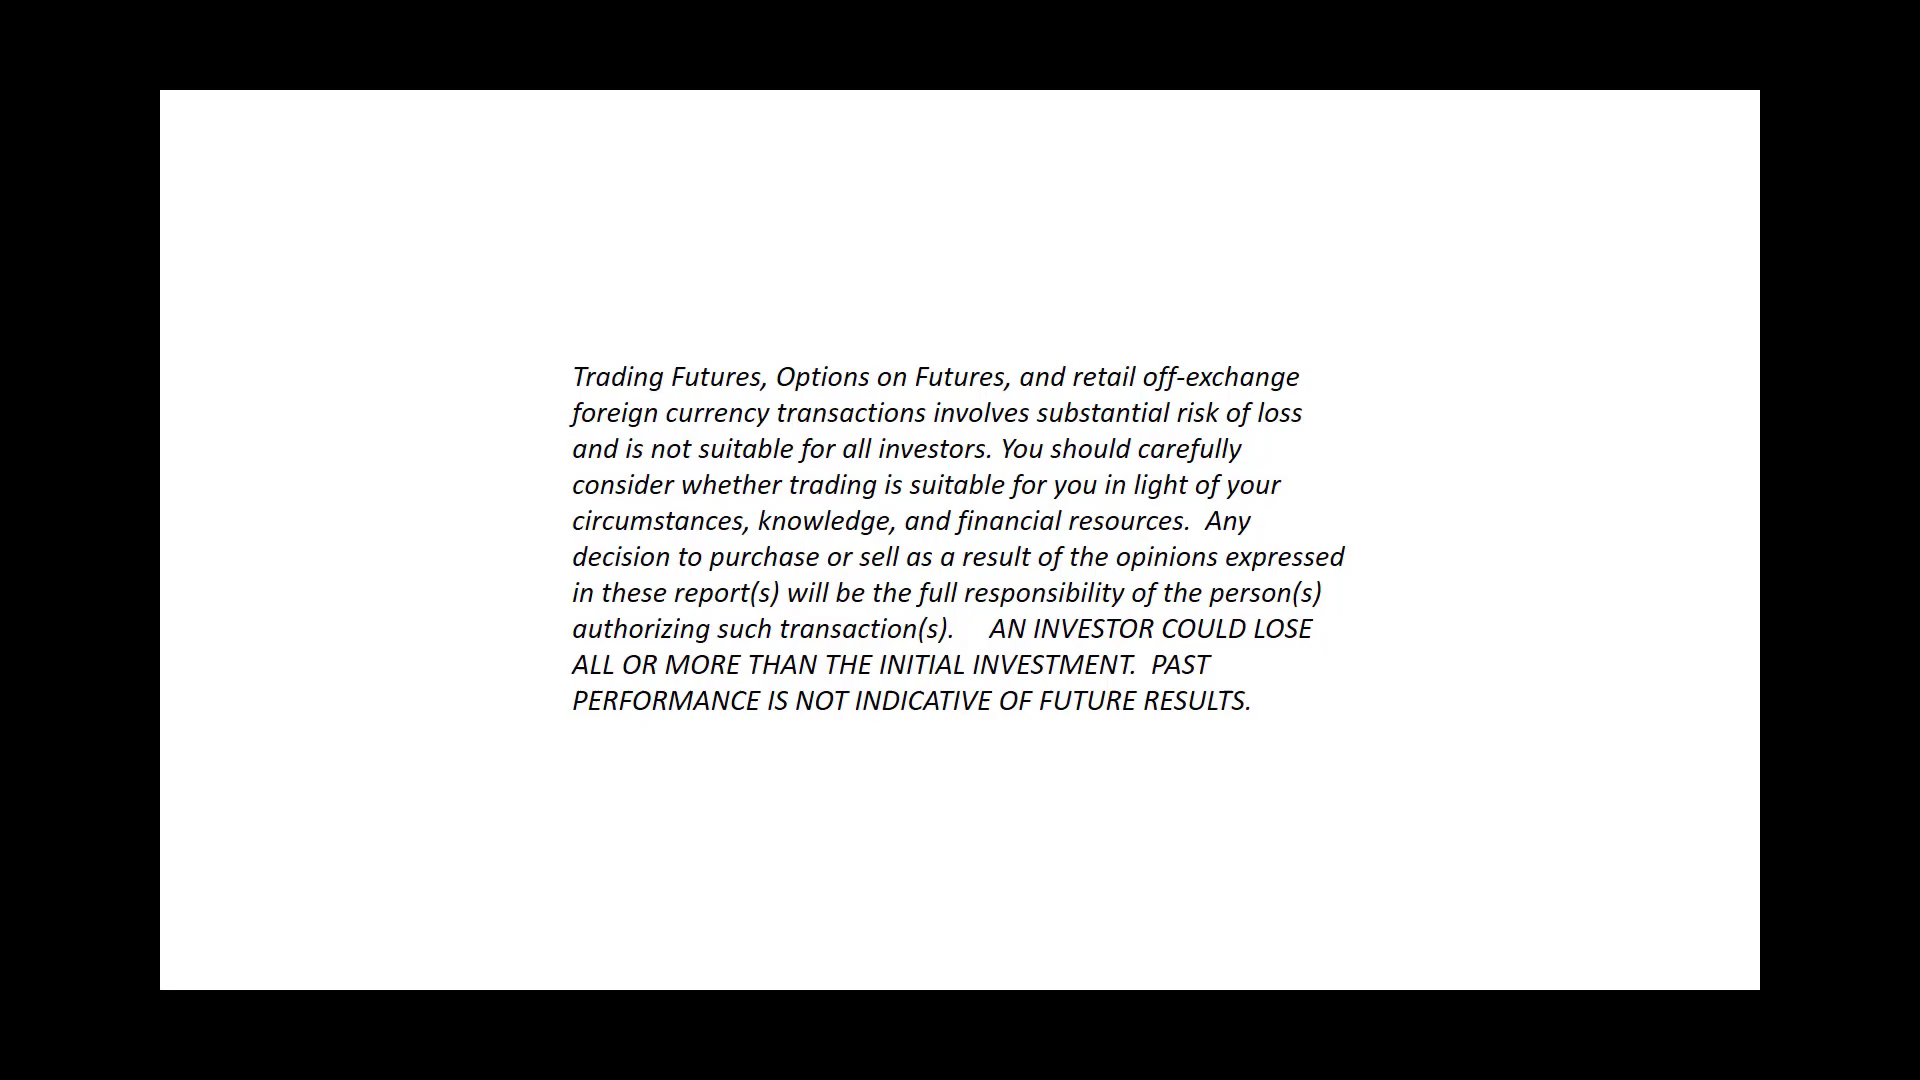 Trading Futures, Options on Futures, and retail off-exchange
foreign currency transactions involves substantial risk of loss
and is not suitable for all investors. You should carefully
consider whether trading is suitable for you in light of your
circumstances, knowledge, and financial resources.  Any
decision to purchase or sell as a result of the opinions expressed
in these report(s) will be the full responsibility of the person(s)
authorizing such transaction(s).     AN INVESTOR COULD LOSE
ALL OR MORE THAN THE INITIAL INVESTMENT.  PAST
PERFORMANCE IS NOT INDICATIVE OF FUTURE RESULTS.